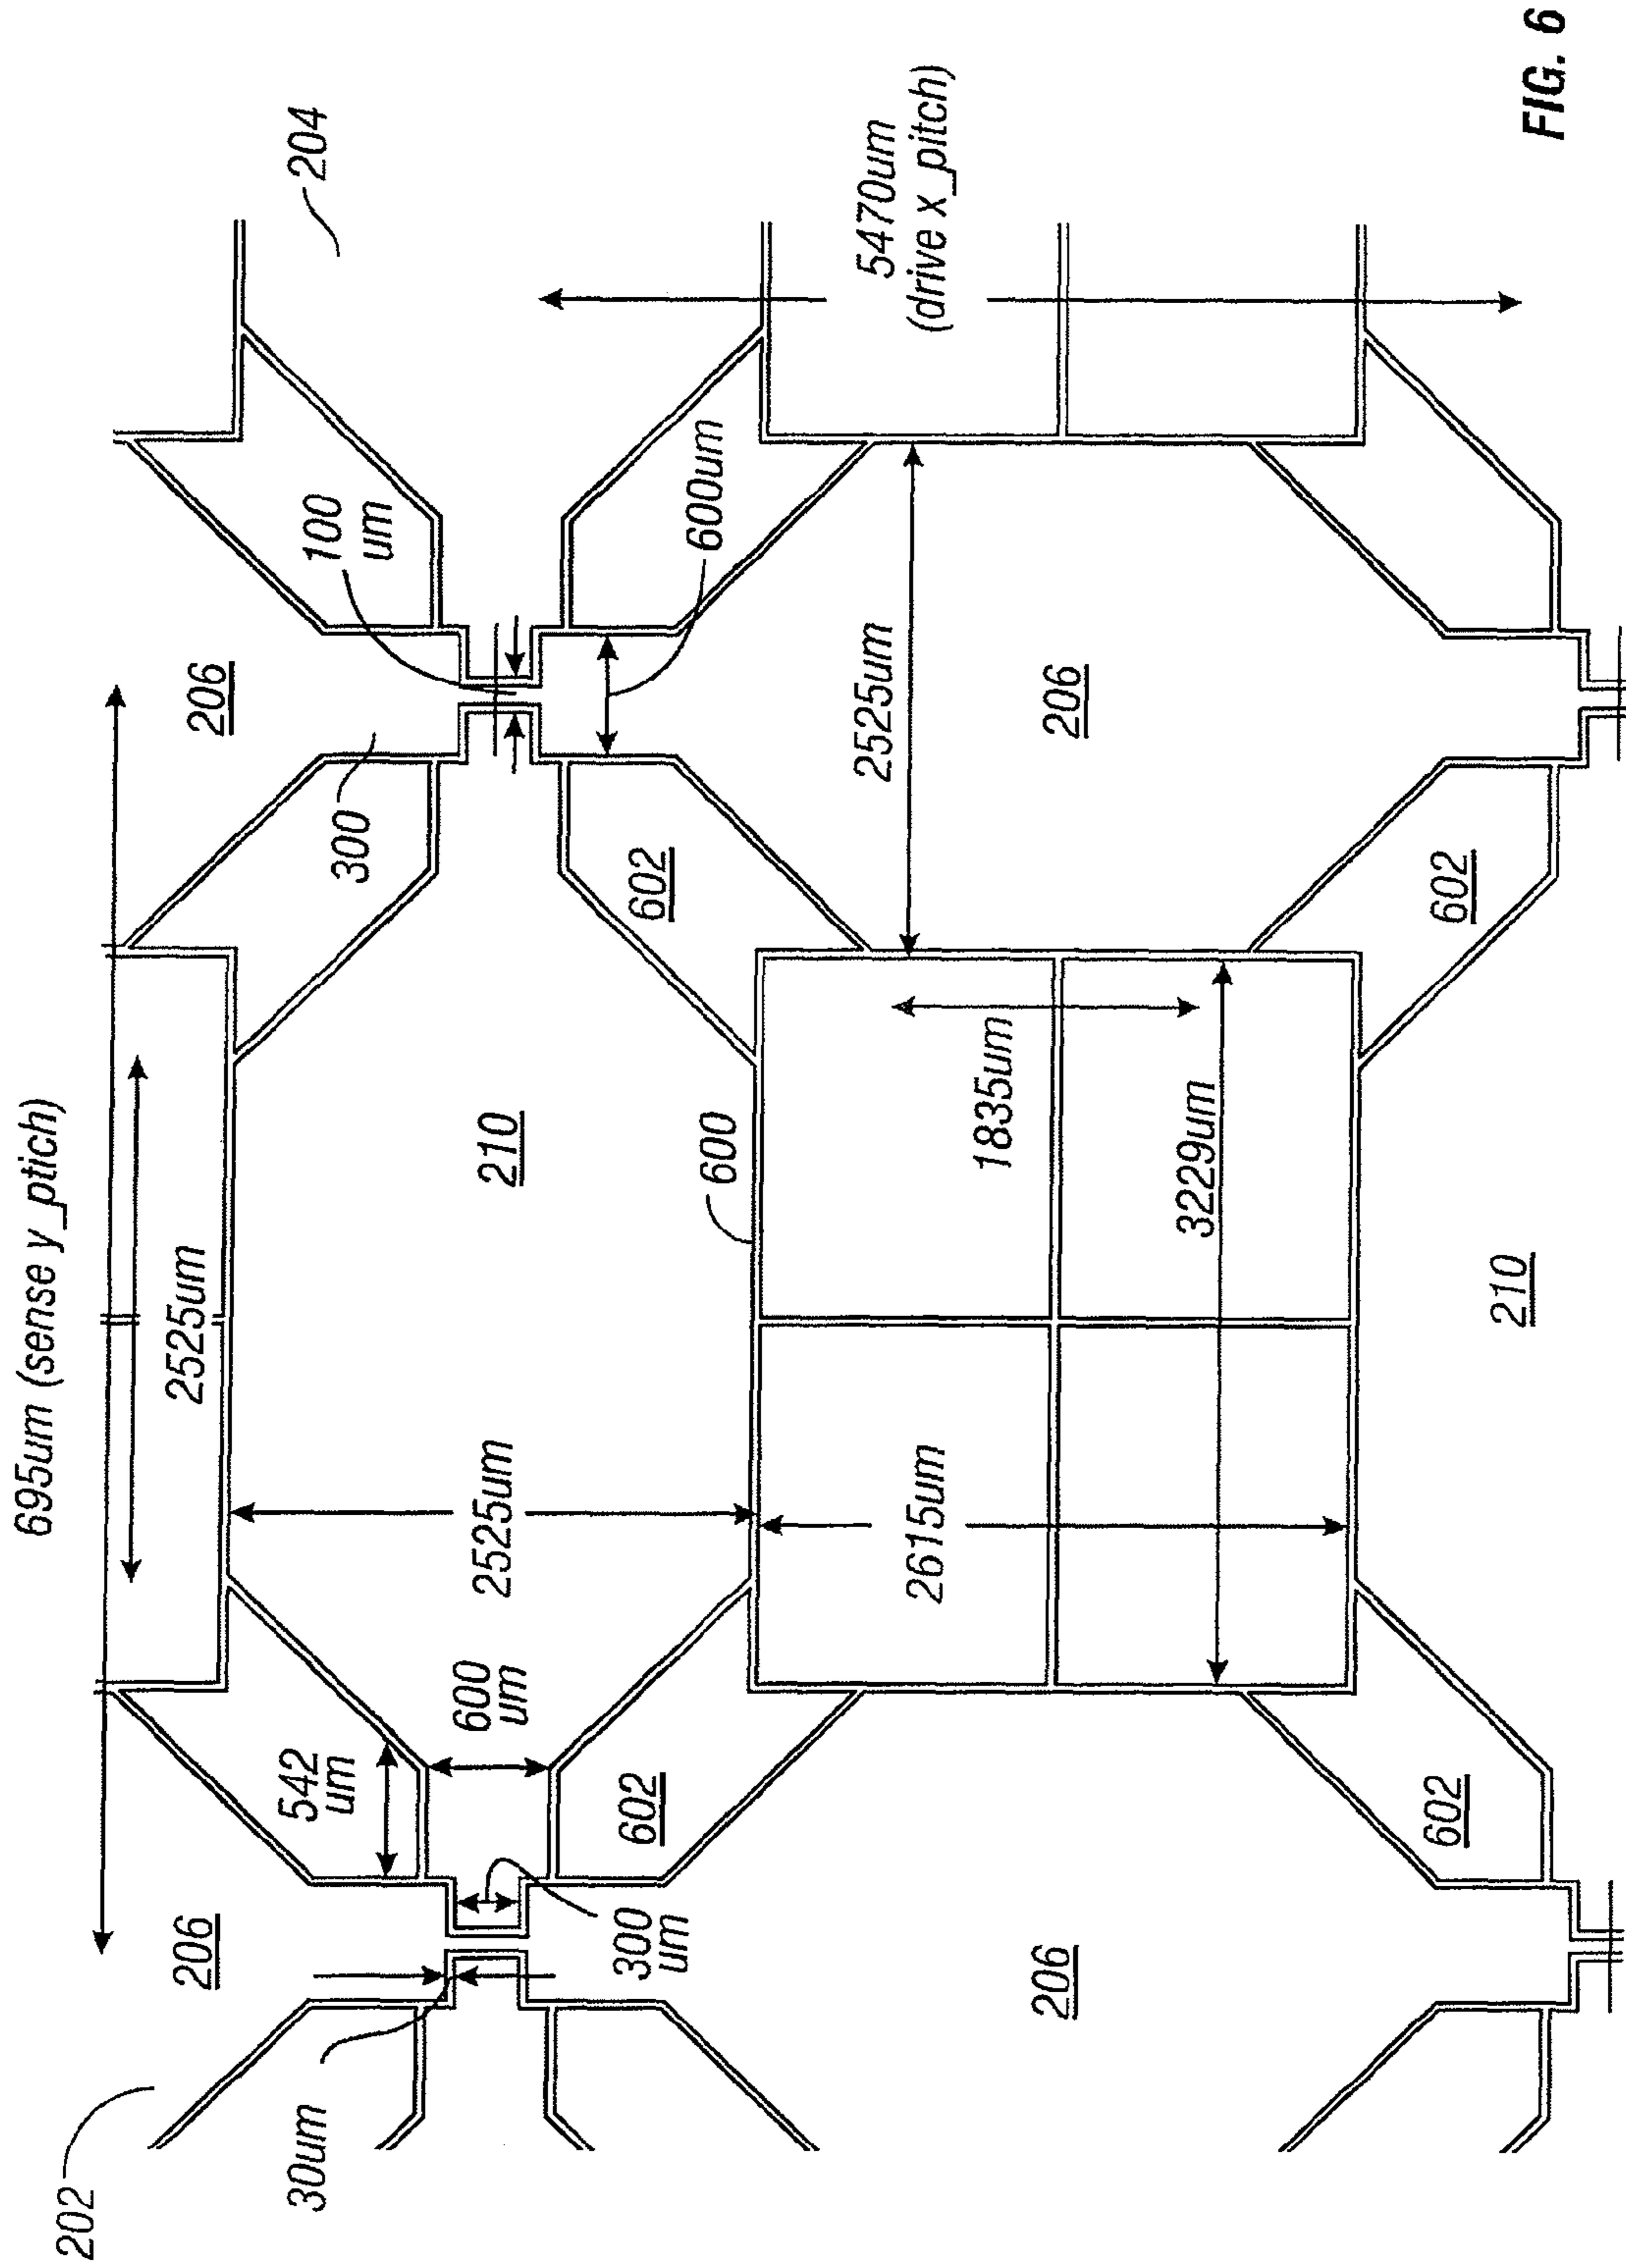 695um (sense y_ptich)
202
204
206
206
300
100
um
2525um
542
um
600
um
2525um
210
602
600um
5470um
(drive x_pitch)
30um
300
um
602
600
2525um
206
206
2615um
1835um
3229um
602
602
210
FIG. 6